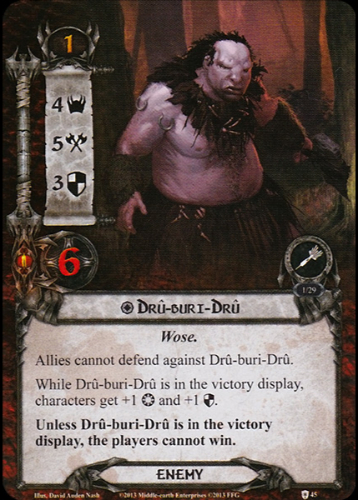 1
4
5
3
6
1/29
Drû-buri-Drû
Wose.
Allies cannot defend against Drû-buri-Drû.
While Drû-buri-Drû is in the victory display,
characters get +1 and +1 .
Unless Drû-buri-Drû is in the victory
display, the players cannot win.
ENEMY
Illus. David Auden Nash ©2013 Middle-earth Enterprises ©2013 FFG 45